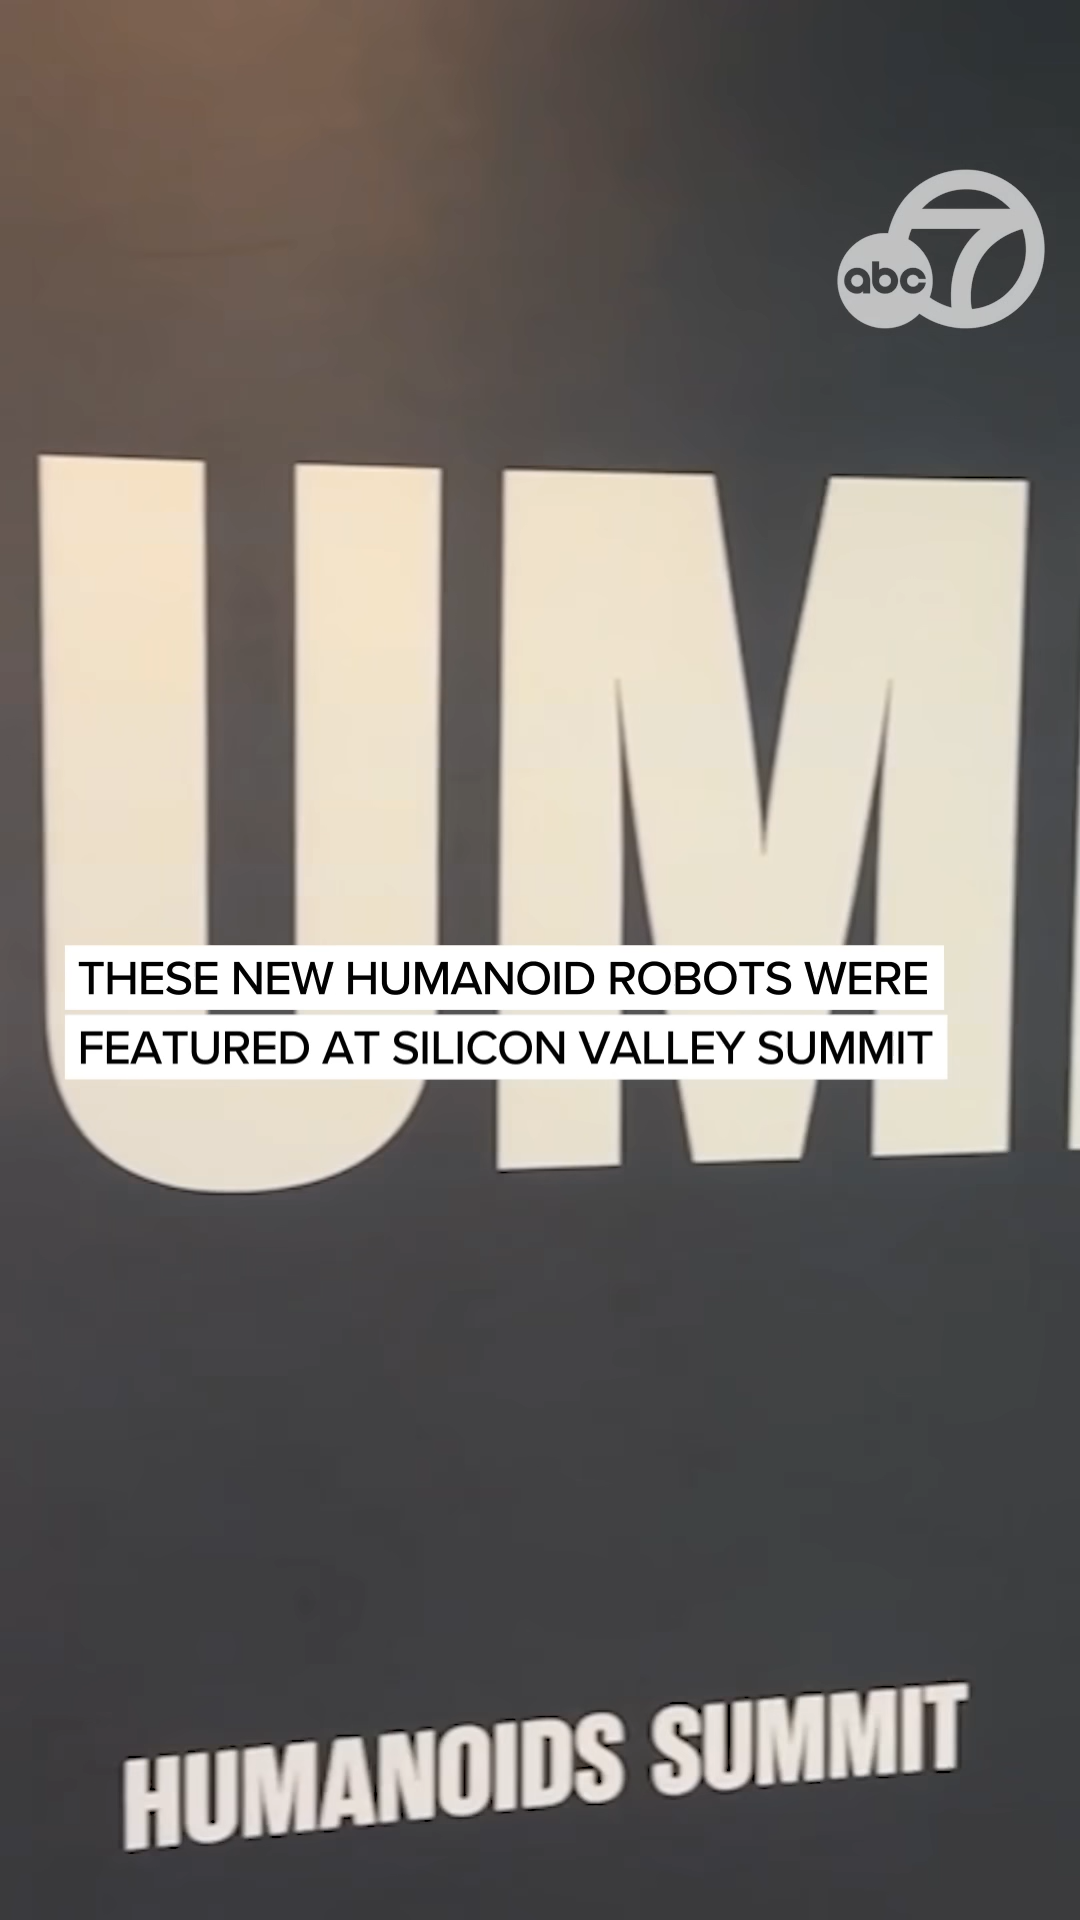 abc 7
UM
THESE NEW HUMANOID ROBOTS WERE
FEATURED AT SILICON VALLEY SUMMIT
HUMANOIDS SUMMIT